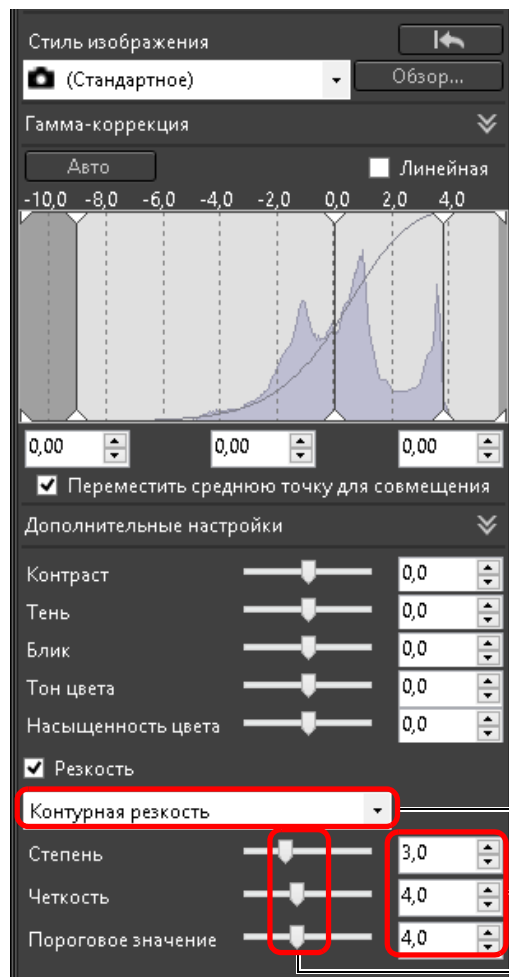 Стиль изображения
(Стандартное) Обзор...
Гамма-коррекция
Авто Линейная
-10,0 -8,0 -6,0 -4,0 -2,0 0,0 2,0 4,0
0,00 0,00 0,00
Переместить среднюю точку для совмещения
Дополнительные настройки
Контраст 0,0
Тень 0,0
Блик 0,0
Тон цвета 0,0
Насыщенность цвета 0,0
Резкость
Контурная резкость
Степень 3,0
Четкость 4,0
Пороговое значение 4,0